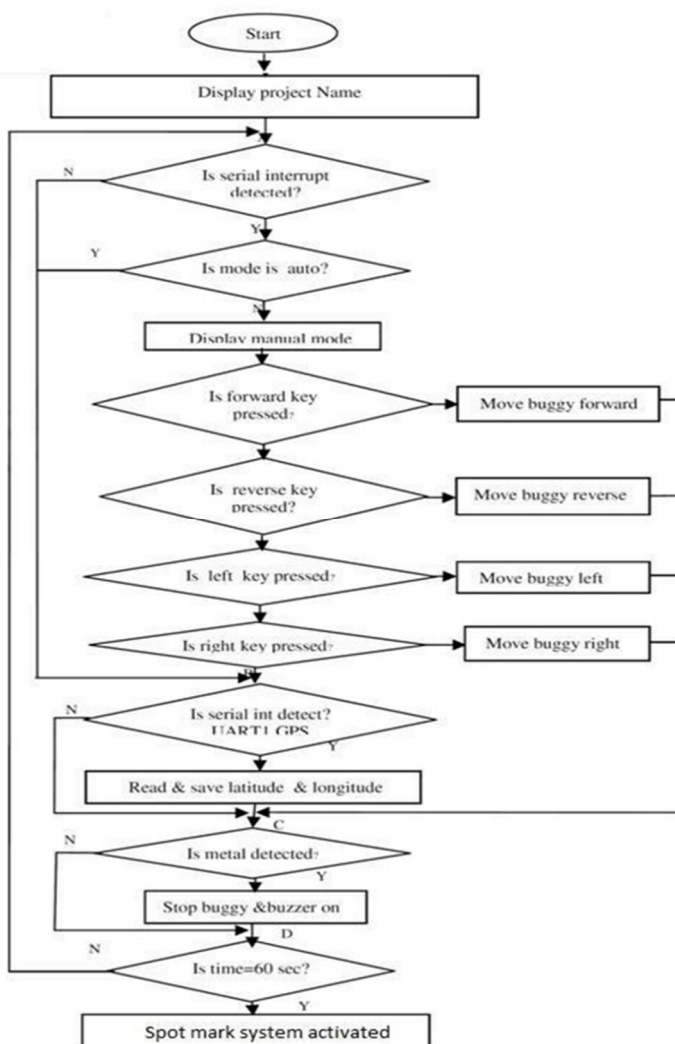 Start
Display project Name
Is serial interrupt
detected?
N
Y
Is mode is auto?
Y
N
Display manual mode
Is forward key
pressed?
Move buggy forward
Is reverse key
pressed?
Move buggy reverse
Is left key pressed?
Move buggy left
Is right key pressed?
Move buggy right
Is serial int detect?
UART1 GPS
N
Y
Read & save latitude & longitude
C
Is metal detected?
N
Y
Stop buggy &buzzer on
D
Is time=60 sec?
N
Y
Spot mark system activated